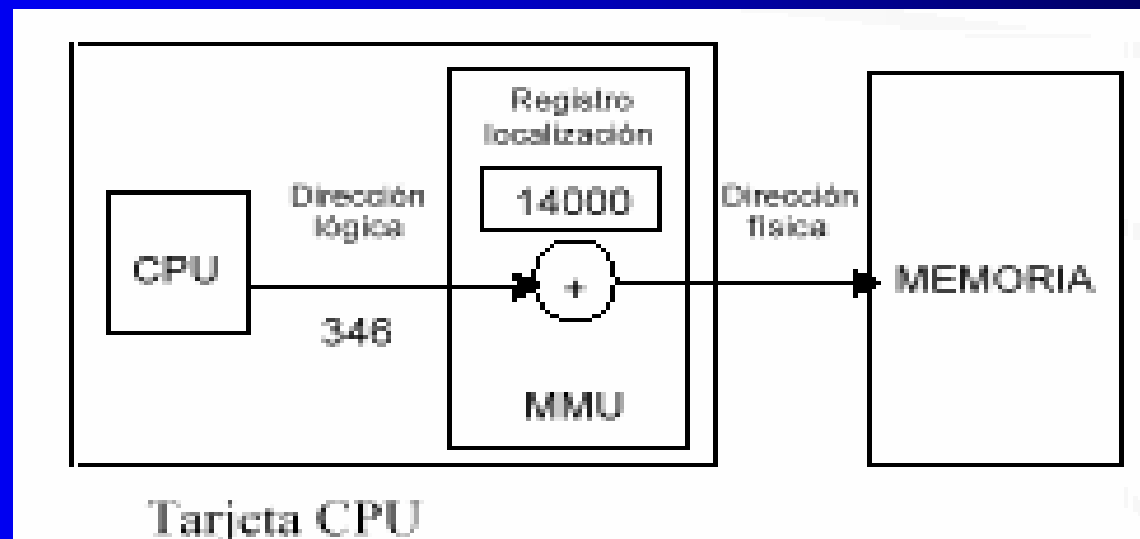 Registro
localización
14000
Dirección
lógica
Dirección
física
CPU
+
MEMORIA
346
MMU
Tarjeta CPU